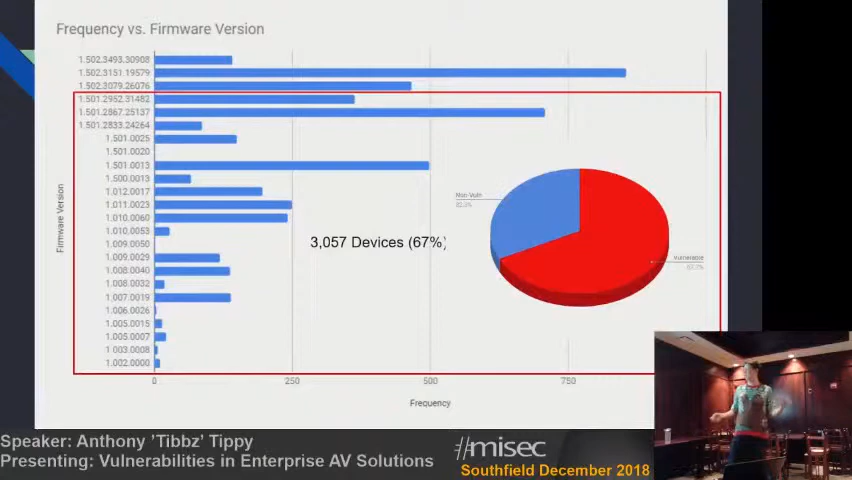 Frequency vs. Firmware Version
1.502.3493.30908
1.502.3151.19579
1.502.3079.26076
1.501.2952.31482
1.501.2867.25137
1.501.2833.24264
1.501.0025
1.501.0020
1.501.0013
1.500.0013
1.012.0017
1.011.0023
1.010.0060
1.010.0053
1.009.0050
1.009.0029
1.008.0040
1.008.0032
1.007.0019
1.006.0026
1.005.0015
1.005.0007
1.003.0008
1.002.0000
Firmware Version
0
250
500
750
Frequency
3,057 Devices (67%)
Non-Vuln
Vulnerable
Speaker: Anthony 'Tibbz' Tippy
Presenting: Vulnerabilities in Enterprise AV Solutions
//misec
Southfield December 2018